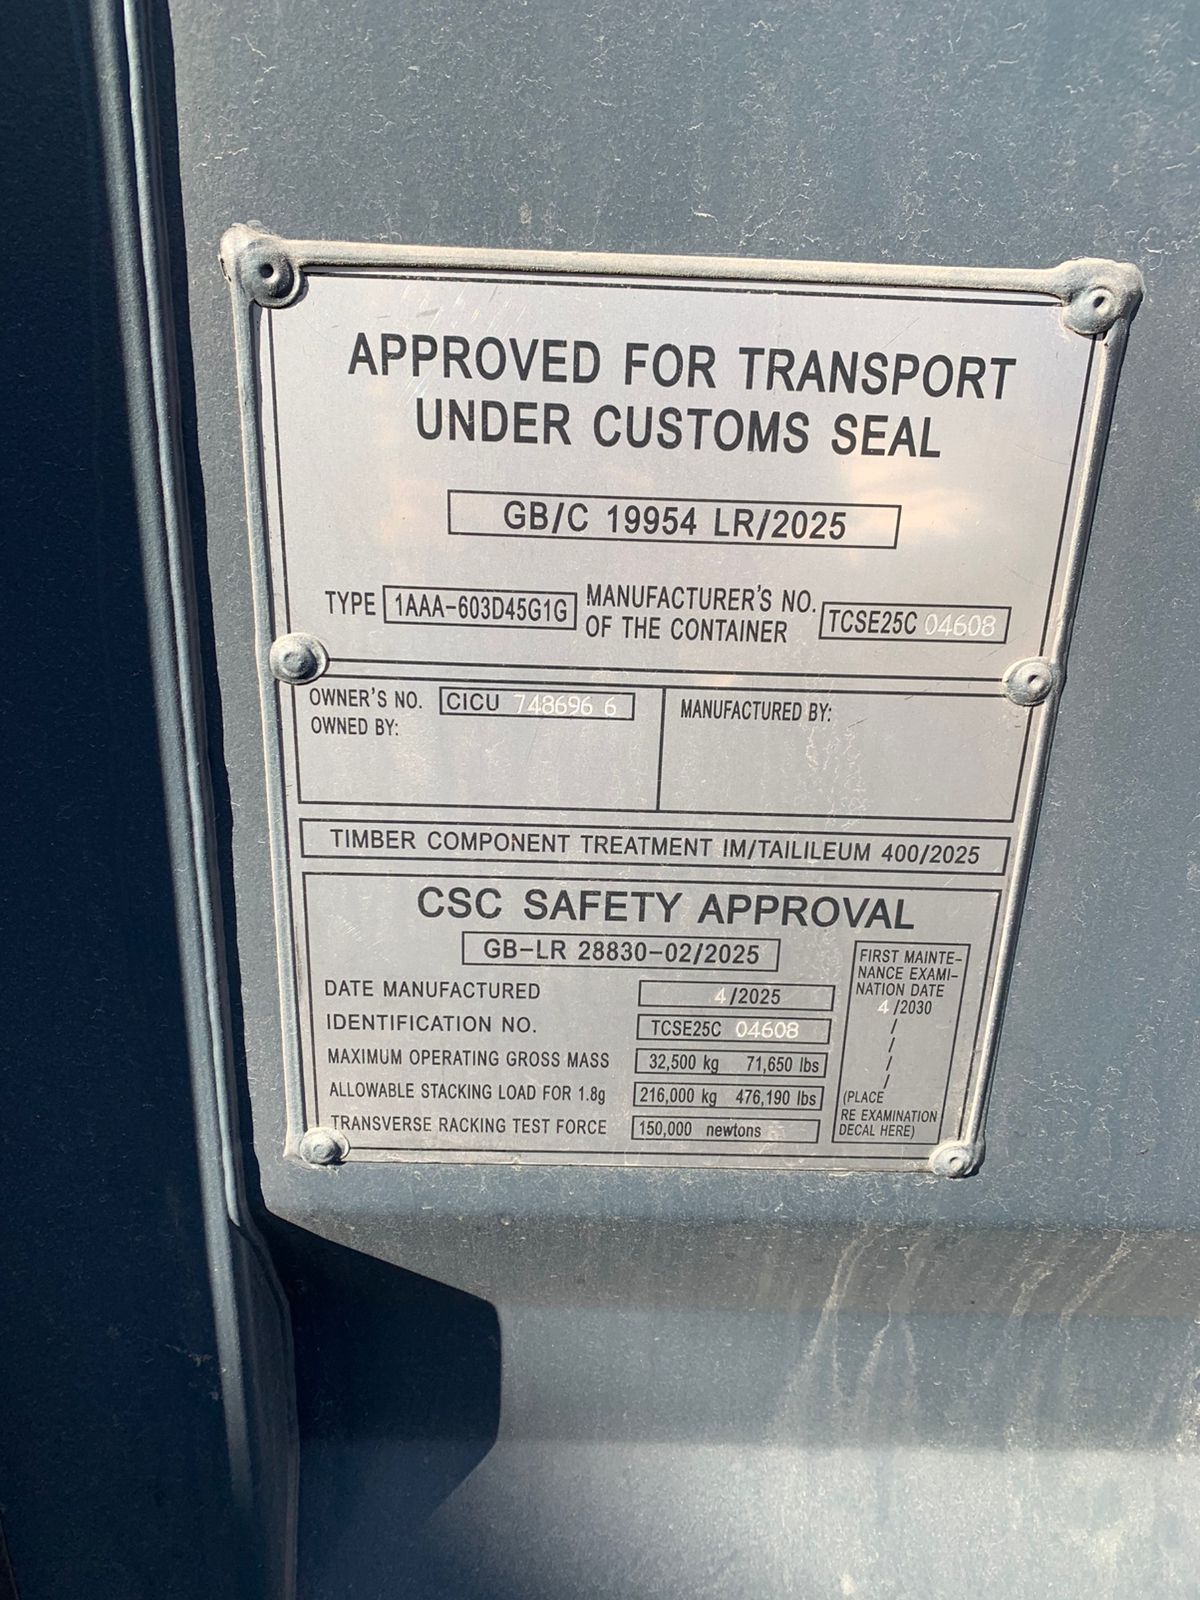 APPROVED FOR TRANSPORT
UNDER CUSTOMS SEAL
GB/C 19954 LR/2025
TYPE 1AAA-603D45G1G
MANUFACTURER'S NO.
OF THE CONTAINER
TCSE25C 04608
OWNER'S NO. CICU 748696 6
OWNED BY:
MANUFACTURED BY:
TIMBER COMPONENT TREATMENT IM/TAILILEUM 400/2025
CSC SAFETY APPROVAL
GB-LR 28830-02/2025
DATE MANUFACTURED 4/2025
IDENTIFICATION NO. TCSE25C 04608
MAXIMUM OPERATING GROSS MASS 32,500 kg 71,650 lbs
ALLOWABLE STACKING LOAD FOR 1.8g 216,000 kg 476,190 lbs
TRANSVERSE RACKING TEST FORCE 150,000 newtons
FIRST MAINTE-
NANCE EXAMI-
NATION DATE
4/2030
/
/
/
/
(PLACE
RE EXAMINATION
DECAL HERE)